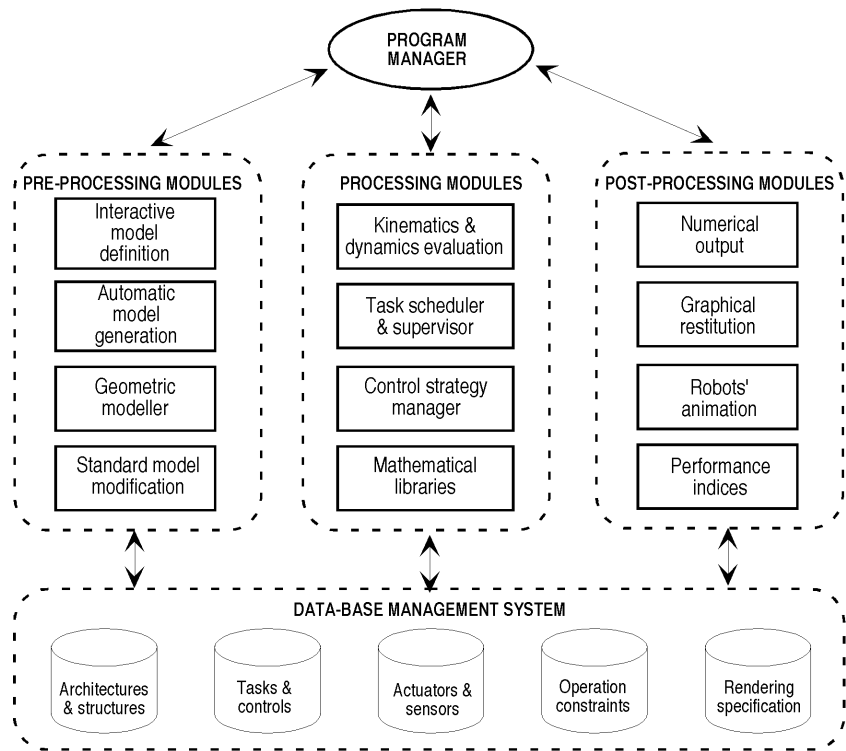 PROGRAM
MANAGER
PRE-PROCESSING MODULES
Interactive
model
definition
Automatic
model
generation
Geometric
modeller
Standard model
modification
PROCESSING MODULES
Kinematics &
dynamics evaluation
Task scheduler
& supervisor
Control strategy
manager
Mathematical
libraries
POST-PROCESSING MODULES
Numerical
output
Graphical
restitution
Robots'
animation
Performance
indices
DATA-BASE MANAGEMENT SYSTEM
Architectures
& structures
Tasks &
controls
Actuators &
sensors
Operation
constraints
Rendering
specification